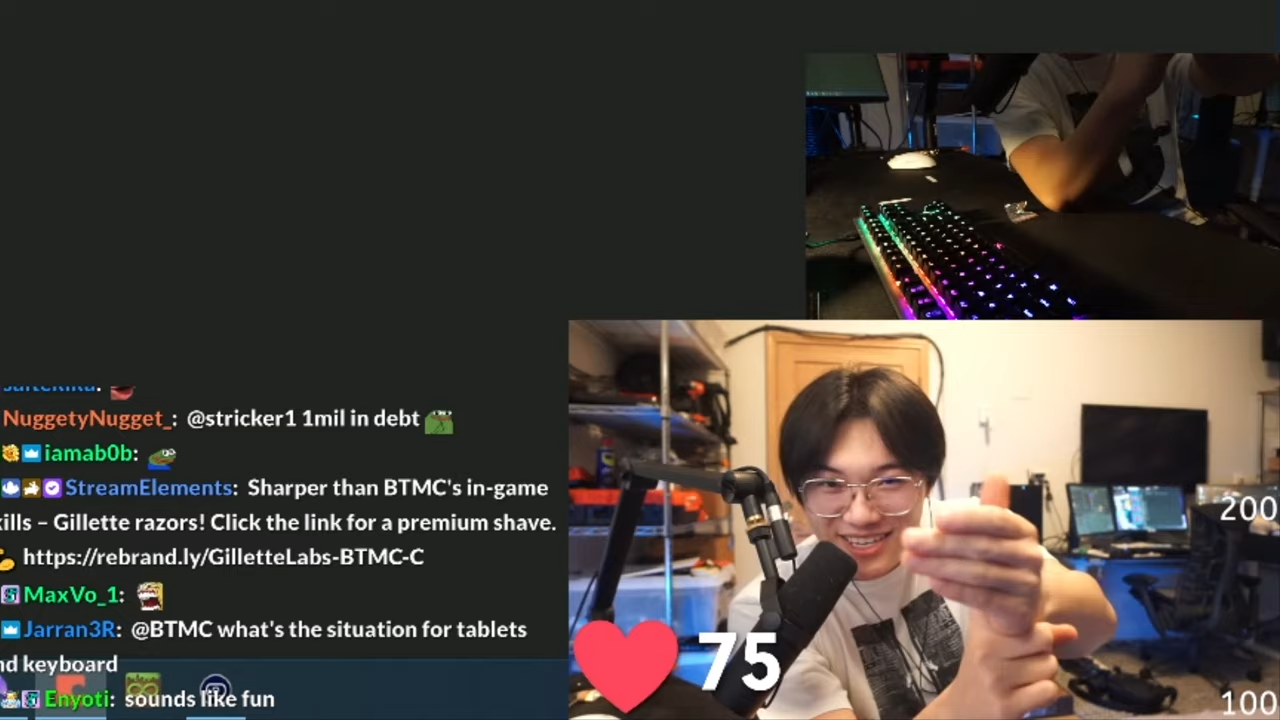 NuggetyNugget_: @stricker1 1mil in debt
iamab0b:
StreamElements: Sharper than BTMC's in-game
kills – Gillette razors! Click the link for a premium shave.
https://rebrand.ly/GilletteLabs-BTMC-C
MaxVo_1:
Jarran3R: @BTMC what's the situation for tablets
nd keyboard
Enyoti: sounds like fun
75
200
100